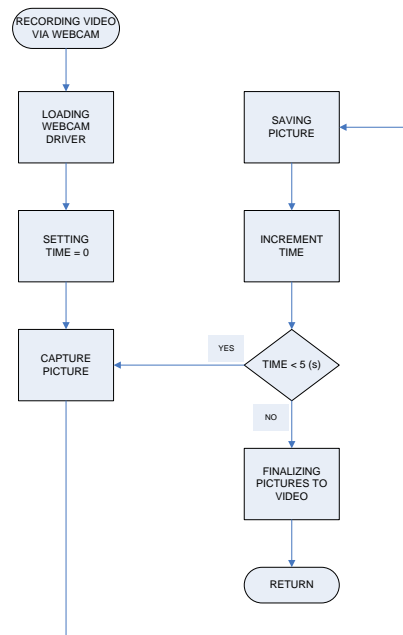 RECORDING VIDEO
VIA WEBCAM
LOADING
WEBCAM
DRIVER
SETTING
TIME = 0
CAPTURE
PICTURE
SAVING
PICTURE
INCREMENT
TIME
TIME < 5 (s)
YES
NO
FINALIZING
PICTURES TO
VIDEO
RETURN